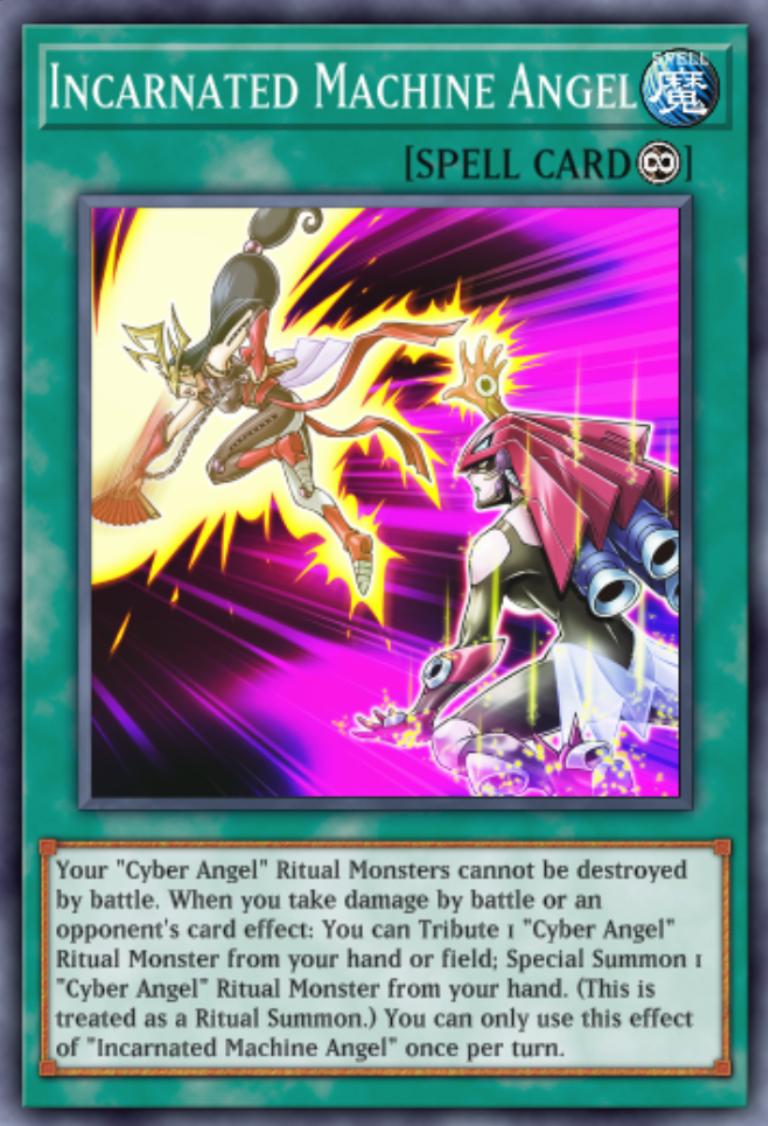 INCARNATED MACHINE ANGEL
SPELL
魔
[SPELL CARD]
Your "Cyber Angel" Ritual Monsters cannot be destroyed
by battle. When you take damage by battle or an
opponent's card effect: You can Tribute 1 "Cyber Angel"
Ritual Monster from your hand or field; Special Summon 1
"Cyber Angel" Ritual Monster from your hand. (This is
treated as a Ritual Summon.) You can only use this effect
of "Incarnated Machine Angel" once per turn.